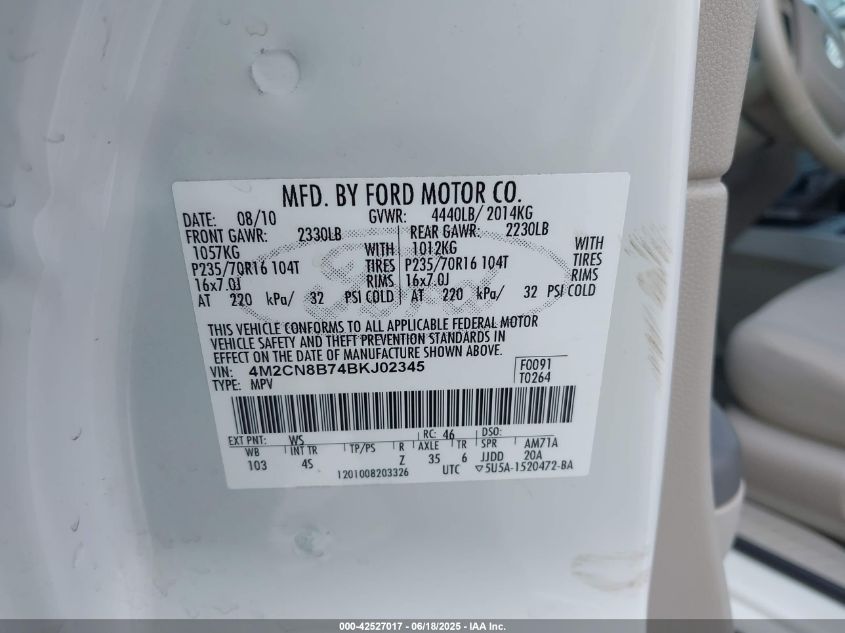 MFD. BY FORD MOTOR CO.
DATE: 08/10 GVWR: 4440LB/ 2014KG
FRONT GAWR: 2330LB REAR GAWR: 2230LB
1057KG WITH 1012KG WITH
P235/70R16 104T TIRES P235/70R16 104T TIRES
16x7.0J RIMS 16x7.0J RIMS
AT 220 kPa/ 32 PSI COLD AT 220 kPa/ 32 PSI COLD
THIS VEHICLE CONFORMS TO ALL APPLICABLE FEDERAL MOTOR
VEHICLE SAFETY AND THEFT PREVENTION STANDARDS IN
EFFECT ON THE DATE OF MANUFACTURE SHOWN ABOVE.
VIN: 4M2CN8B74BKJ02345 F0091
TYPE: MPV T0264
EXT PNT: WS RC: 46 DSO:
WB INT TR TP/PS R AXLE TR SPR AM71A
103 4S Z 35 6 JJDD 20A
1201008203326 UTC ▽5U5A-1520472-BA
000-42527017 • 06/18/2025 • IAA Inc.